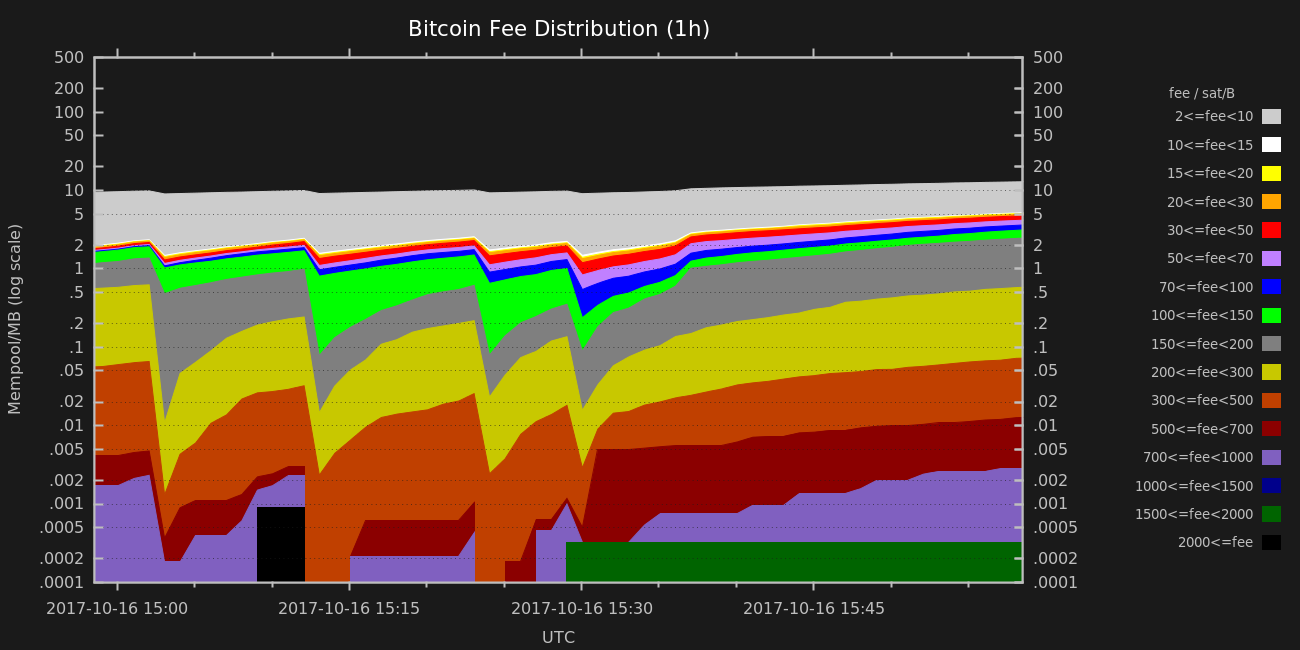 Bitcoin Fee Distribution (1h)
500
200
100
50
20
10
5
2
1
.5
.2
.1
.05
.02
.01
.005
.002
.001
.0005
.0002
.0001
Mempool/MB (log scale)
500
200
100
50
20
10
5
2
1
.5
.2
.1
.05
.02
.01
.005
.002
.001
.0005
.0002
.0001
2017-10-16 15:00
2017-10-16 15:15
2017-10-16 15:30
2017-10-16 15:45
UTC
fee / sat/B
2<=fee<10
10<=fee<15
15<=fee<20
20<=fee<30
30<=fee<50
50<=fee<70
70<=fee<100
100<=fee<150
150<=fee<200
200<=fee<300
300<=fee<500
500<=fee<700
700<=fee<1000
1000<=fee<1500
1500<=fee<2000
2000<=fee